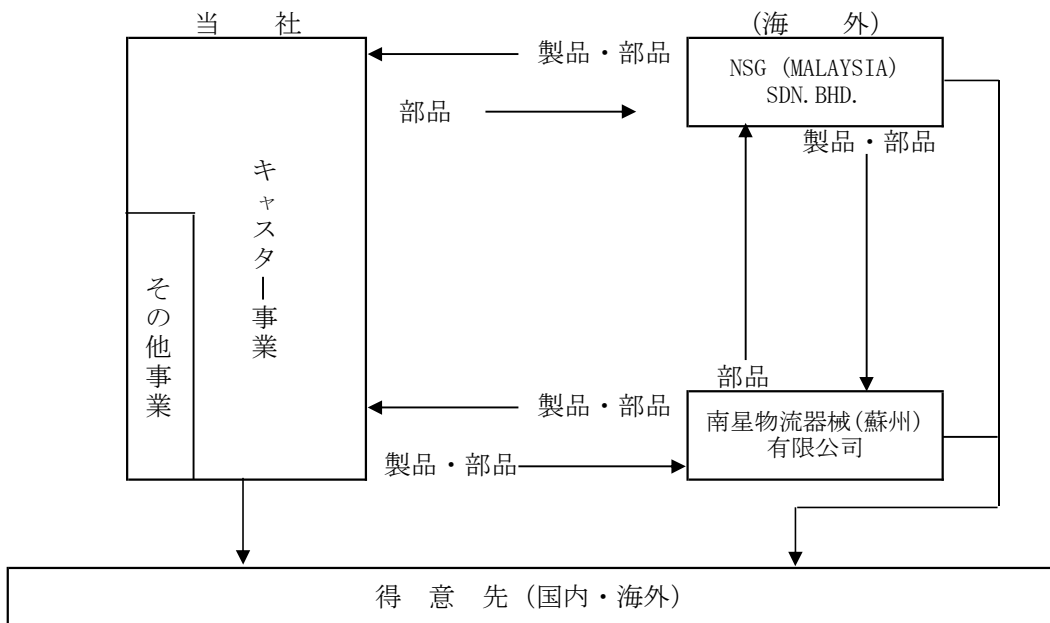 当　　社
(海　　外)
製品・部品
NSG (MALAYSIA)
SDN.BHD.
部品
製品・部品
キャスター事業
その他事業
部品
製品・部品
南星物流器械(蘇州)
有限公司
製品・部品
得　意　先 (国内・海外)